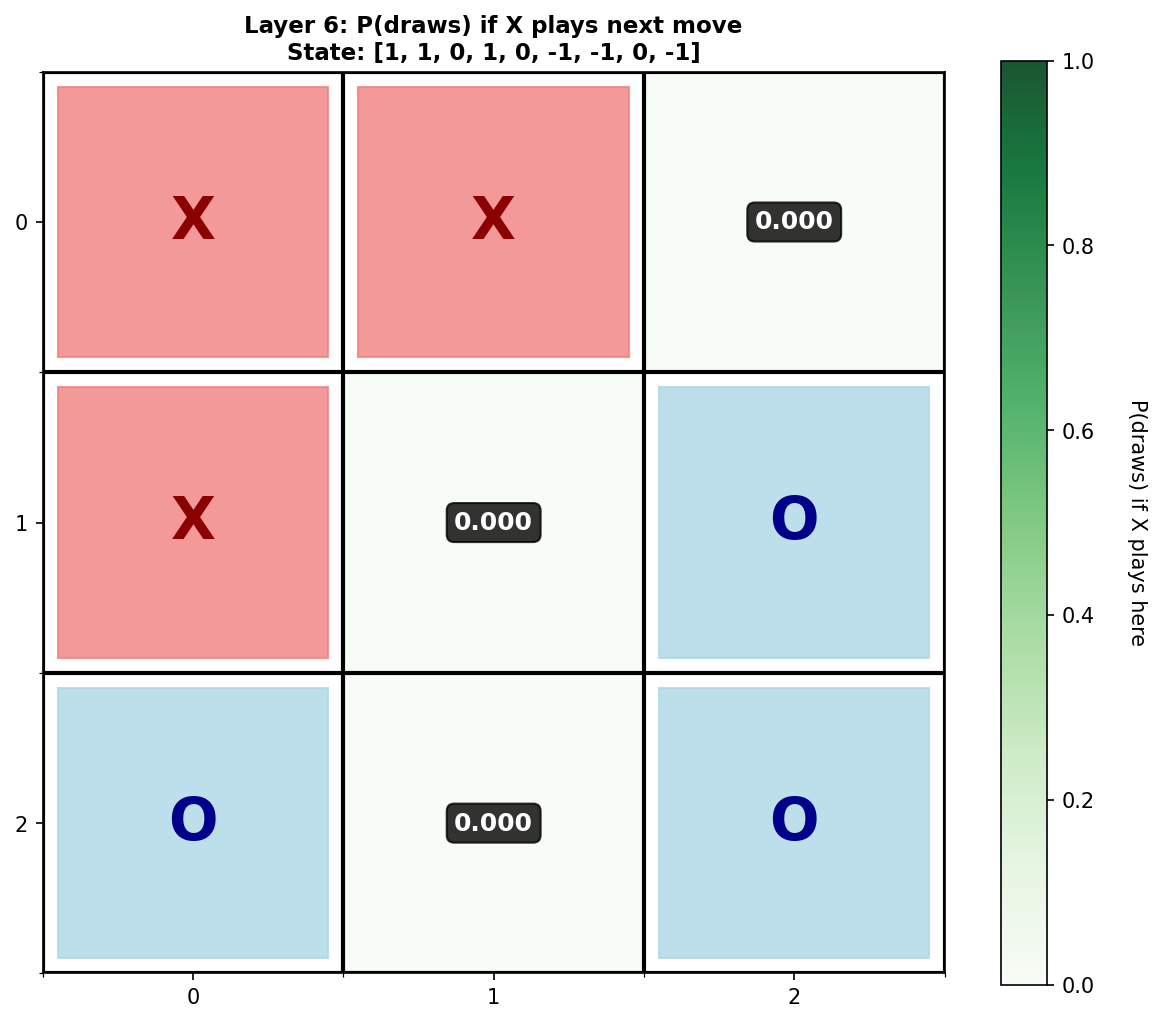 Layer 6: P(draws) if X plays next move
State: [1, 1, 0, 1, 0, -1, -1, 0, -1]
X X 0.000
X 0.000 O
O 0.000 O
0
1
2
0 1 2
1.0
0.8
0.6
0.4
0.2
0.0
P(draws) if X plays here